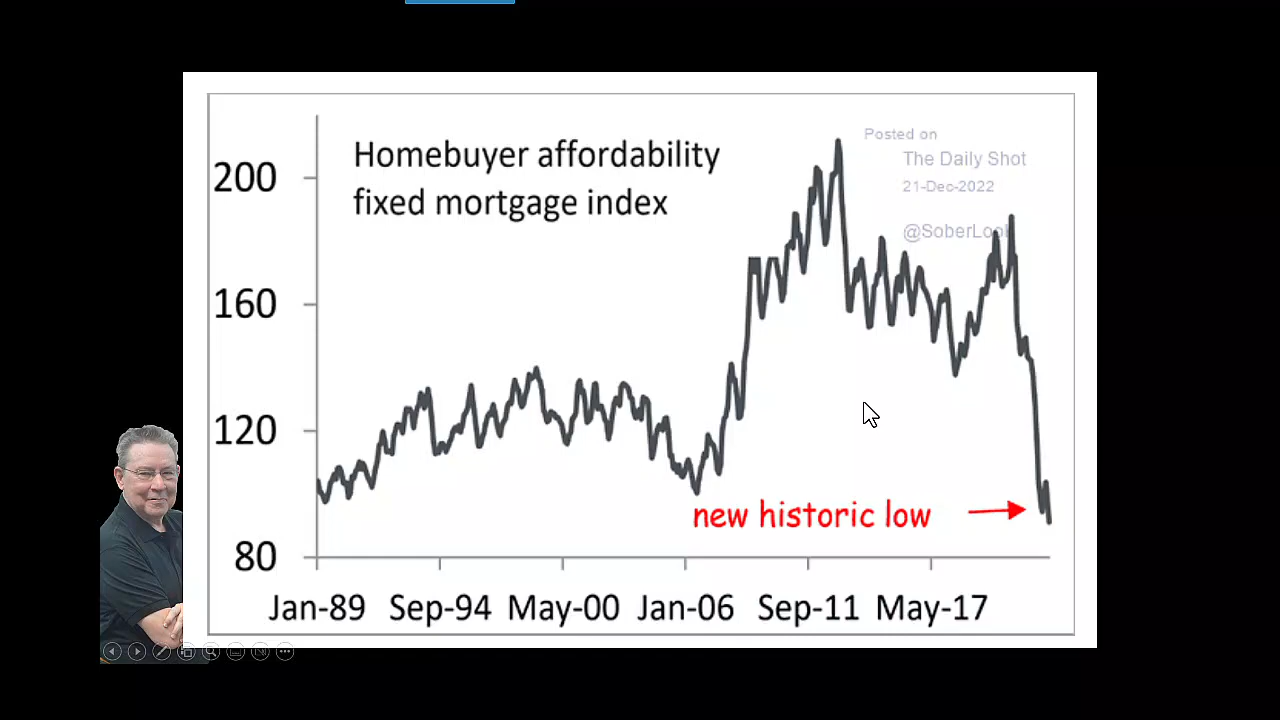 Homebuyer affordability
fixed mortgage index
Posted on
The Daily Shot
21-Dec-2022
@SoberLook
200
160
120
80
new historic low
Jan-89 Sep-94 May-00 Jan-06 Sep-11 May-17